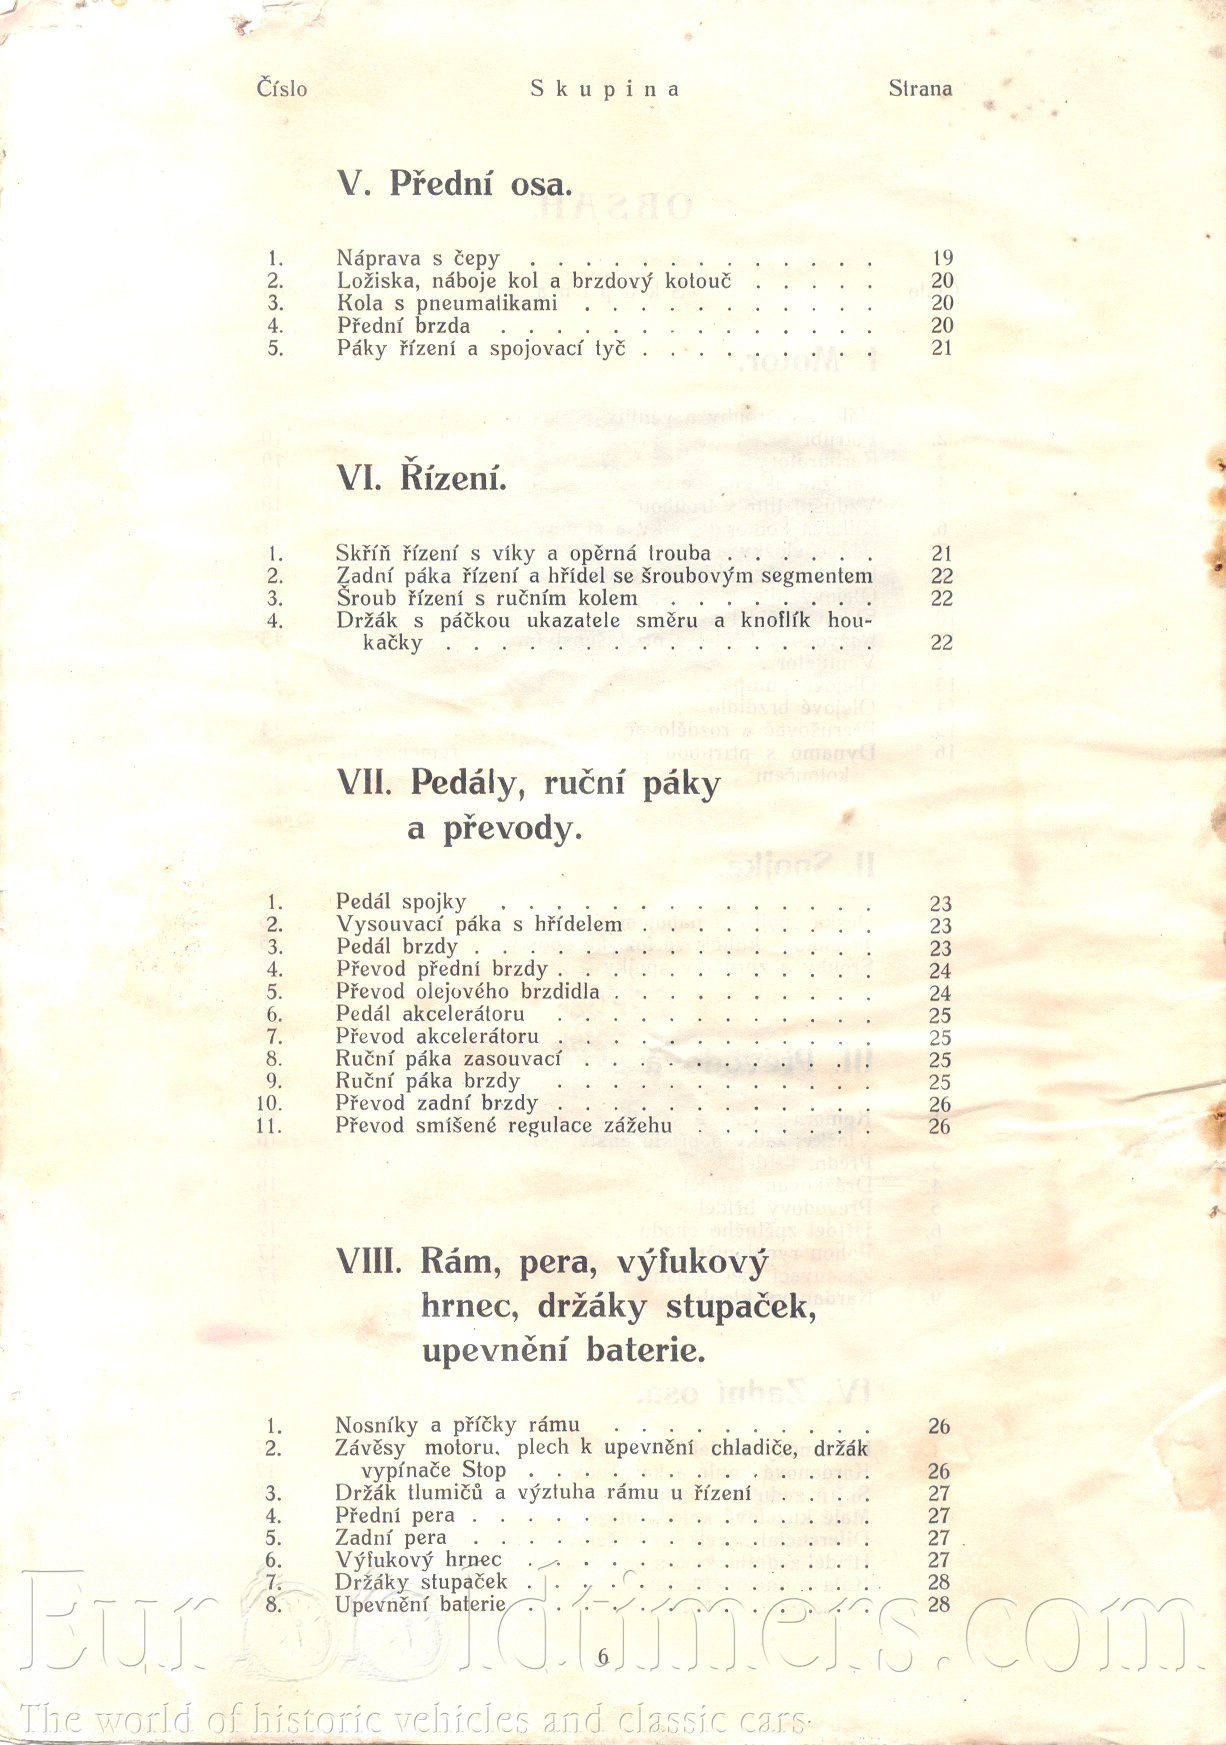 Číslo Skupina Strana
V. Přední osa.
1. Náprava s čepy . . . . . . . . . . . . . 19
2. Ložiska, náboje kol a brzdový kotouč . . . . . 20
3. Kola s pneumatikami . . . . . . . . . . . 20
4. Přední brzda . . . . . . . . . . . . . . 20
5. Páky řízení a spojovací tyč . . . . . . . . . 21
VI. Řízení.
1. Skříň řízení s víky a opěrná trouba . . . . . . 21
2. Zadní páka řízení a hřídel se šroubovým segmentem 22
3. Šroub řízení s ručním kolem . . . . . . . . 22
4. Držák s páčkou ukazatele směru a knoflík hou-
kačky . . . . . . . . . . . . . . . . 22
VII. Pedály, ruční páky
a převody.
1. Pedál spojky . . . . . . . . . . . . . . 23
2. Vysouvací páka s hřídelem . . . . . . . . . 23
3. Pedál brzdy . . . . . . . . . . . . . . . 23
4. Převod přední brzdy . . . . . . . . . . . . 24
5. Převod olejového brzdidla . . . . . . . . . . 24
6. Pedál akcelerátoru . . . . . . . . . . . . 25
7. Převod akcelerátoru . . . . . . . . . . . . 25
8. Ruční páka zasouvací . . . . . . . . . . . 25
9. Ruční páka brzdy . . . . . . . . . . . . 25
10. Převod zadní brzdy . . . . . . . . . . . . 26
11. Převod smíšené regulace zážehu . . . . . . . 26
VIII. Rám, pera, výfukový
hrnec, držáky stupaček,
upevnění baterie.
1. Nosníky a příčky rámu . . . . . . . . . . 26
2. Závěsy motoru, plech k upevnění chladiče, držák
vypínače Stop . . . . . . . . . . . . . 26
3. Držák tlumičů a výztuha rámu u řízení . . . . 27
4. Přední pera . . . . . . . . . . . . . . . 27
5. Zadní pera . . . . . . . . . . . . . . . 27
6. Výfukový hrnec . . . . . . . . . . . . . 27
7. Držáky stupaček . . . . . . . . . . . . . 28
8. Upevnění baterie . . . . . . . . . . . . . 28
6
EurOOldtimers.com
The world of historic vehicles and classic cars